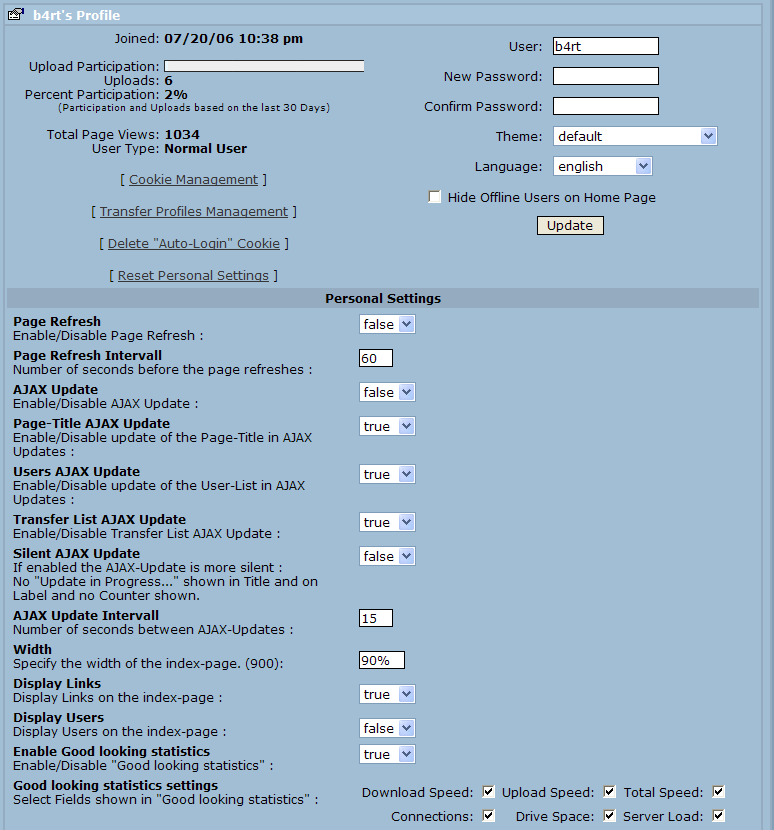 b4rt's Profile
Joined: 07/20/06 10:38 pm
Upload Participation:
Uploads: 6
Percent Participation: 2%
(Participation and Uploads based on the last 30 Days)
Total Page Views: 1034
User Type: Normal User
[ Cookie Management ]
[ Transfer Profiles Management ]
[ Delete "Auto-Login" Cookie ]
[ Reset Personal Settings ]
User: b4rt
New Password:
Confirm Password:
Theme: default
Language: english
Hide Offline Users on Home Page
Update
Personal Settings
Page Refresh
Enable/Disable Page Refresh : false
Page Refresh Intervall
Number of seconds before the page refreshes : 60
AJAX Update
Enable/Disable AJAX Update : false
Page-Title AJAX Update
Enable/Disable update of the Page-Title in AJAX
Updates : true
Users AJAX Update
Enable/Disable update of the User-List in AJAX
Updates : true
Transfer List AJAX Update
Enable/Disable Transfer List AJAX Update : true
Silent AJAX Update
If enabled the AJAX-Update is more silent : false
No "Update in Progress..." shown in Title and on
Label and no Counter shown.
AJAX Update Intervall
Number of seconds between AJAX-Updates : 15
Width
Specify the width of the index-page. (900): 90%
Display Links
Display Links on the index-page : true
Display Users
Display Users on the index-page : false
Enable Good looking statistics
Enable/Disable "Good looking statistics" : true
Good looking statistics settings
Select Fields shown in "Good looking statistics" :
Download Speed: Upload Speed: Total Speed:
Connections: Drive Space: Server Load: